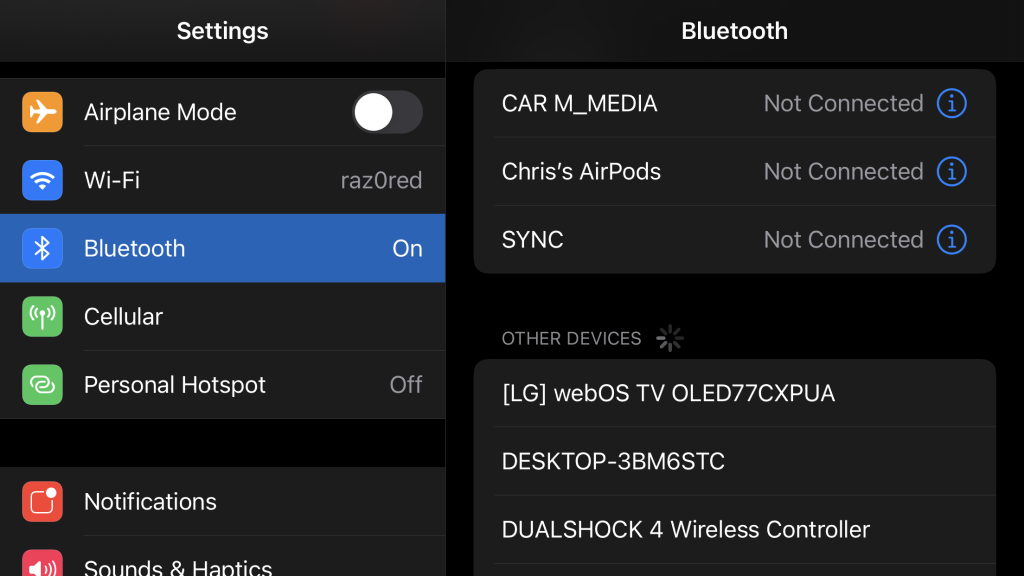 Settings
Airplane Mode
Wi-Fi raz0red
Bluetooth On
Cellular
Personal Hotspot Off
Notifications
Sounds & Haptics
Bluetooth
CAR M_MEDIA Not Connected
Chris’s AirPods Not Connected
SYNC Not Connected
OTHER DEVICES
[LG] webOS TV OLED77CXPUA
DESKTOP-3BM6STC
DUALSHOCK 4 Wireless Controller